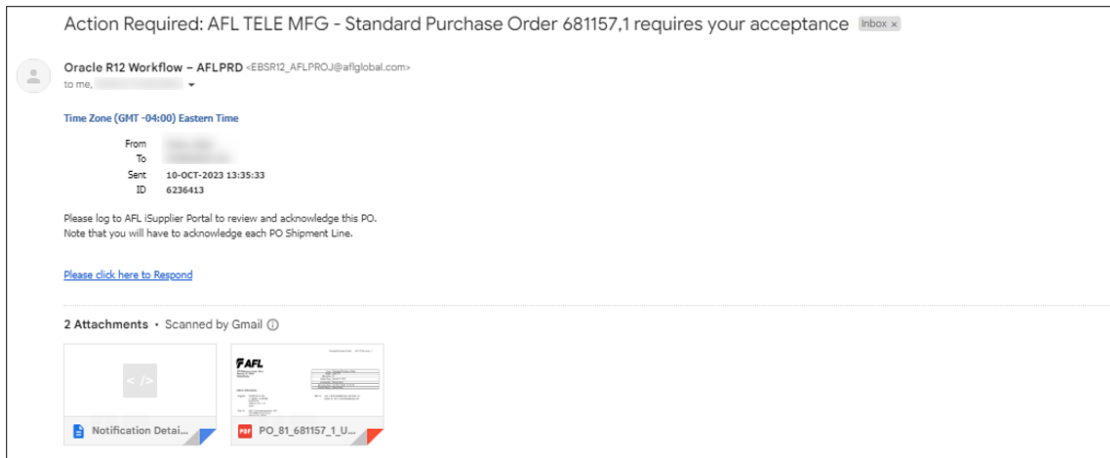 Action Required: AFL TELE MFG - Standard Purchase Order 681157,1 requires your acceptance Inbox ×
Oracle R12 Workflow – AFLPRD <EBSR12_AFLPROJ@aflglobal.com>
to me,
Time Zone (GMT -04:00) Eastern Time
From
To
Sent 10-OCT-2023 13:35:33
ID 6236413
Please log to AFL iSupplier Portal to review and acknowledge this PO.
Note that you will have to acknowledge each PO Shipment Line.
Please click here to Respond
2 Attachments • Scanned by Gmail
</>
AFL
Notification Detai...
PDF PO_81_681157_1_U...